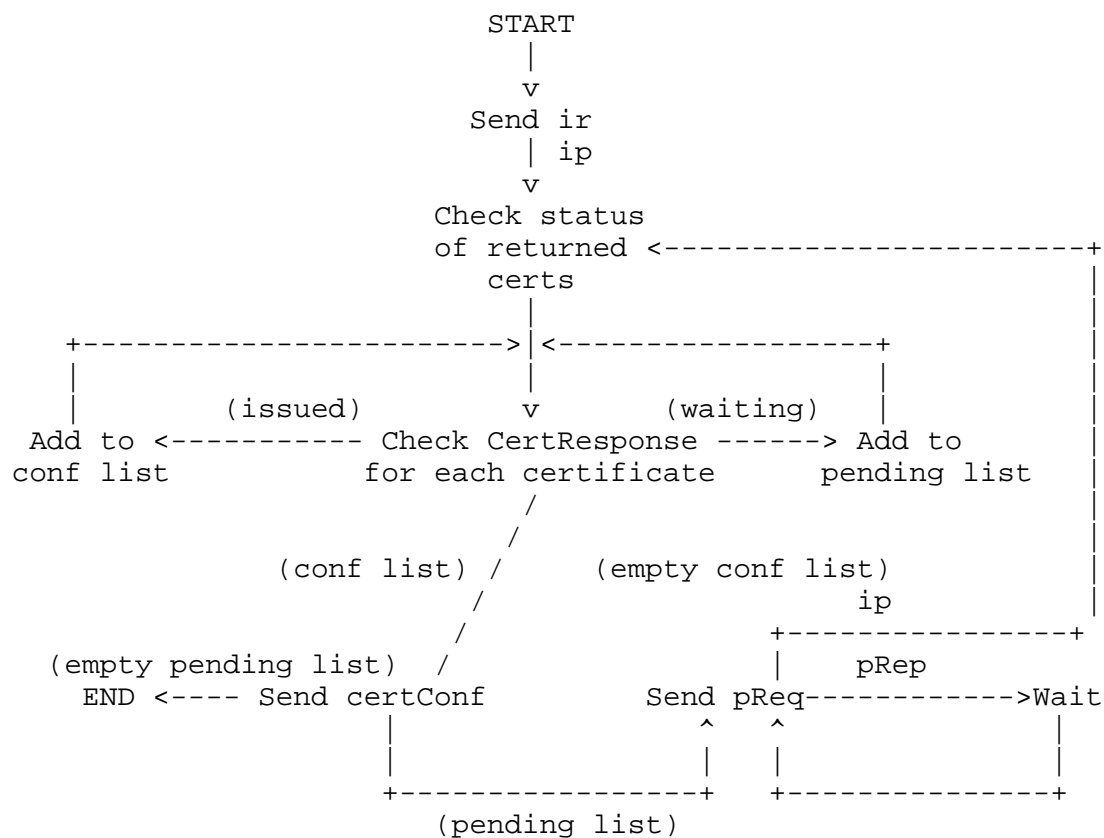 START
Send ir
ip
Check status
of returned
certs
(issued) (waiting)
Add to Check CertResponse Add to
conf list for each certificate pending list
(conf list) (empty conf list)
ip
(empty pending list) pRep
END Send certConf Send pReq Wait
(pending list)